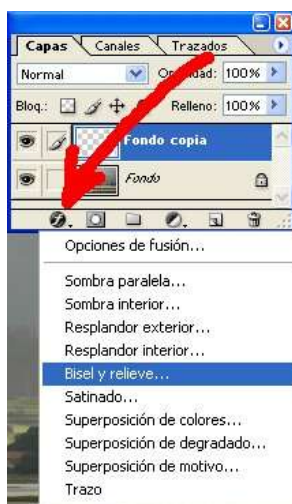 Capas Canales Trazados
Normal Opacidad: 100%
Bloq.: Relleno: 100%
Fondo copia
Fondo
Opciones de fusión...
Sombra paralela...
Sombra interior...
Resplandor exterior...
Resplandor interior...
Bisel y relieve...
Satinado...
Superposición de colores...
Superposición de degradado...
Superposición de motivo...
Trazo